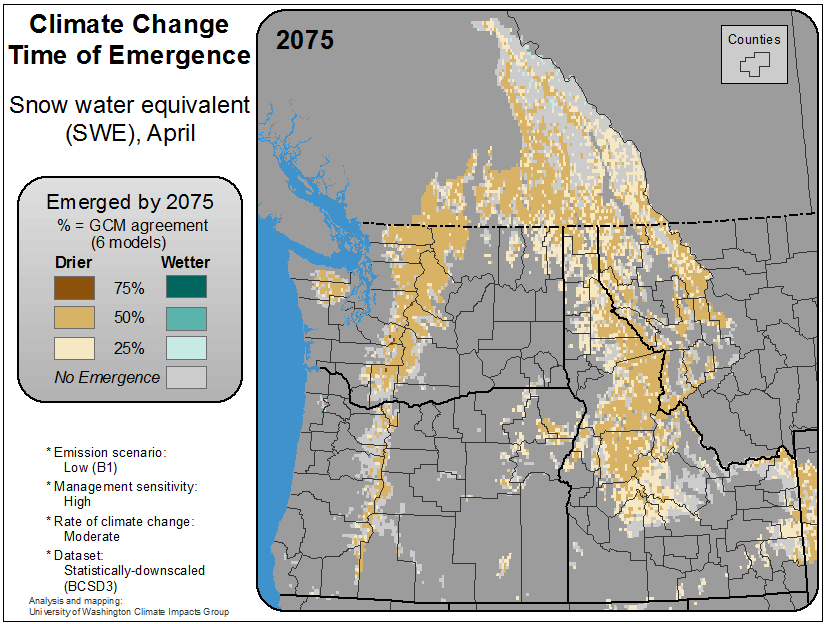 Climate Change
Time of Emergence
Snow water equivalent
(SWE), April
Emerged by 2075
% = GCM agreement
(6 models)
Drier Wetter
75%
50%
25%
No Emergence
* Emission scenario:
Low (B1)
* Management sensitivity:
High
* Rate of climate change:
Moderate
* Dataset:
Statistically-downscaled
(BCSD3)
Analysis and mapping:
University of Washington Climate Impacts Group
2075
Counties